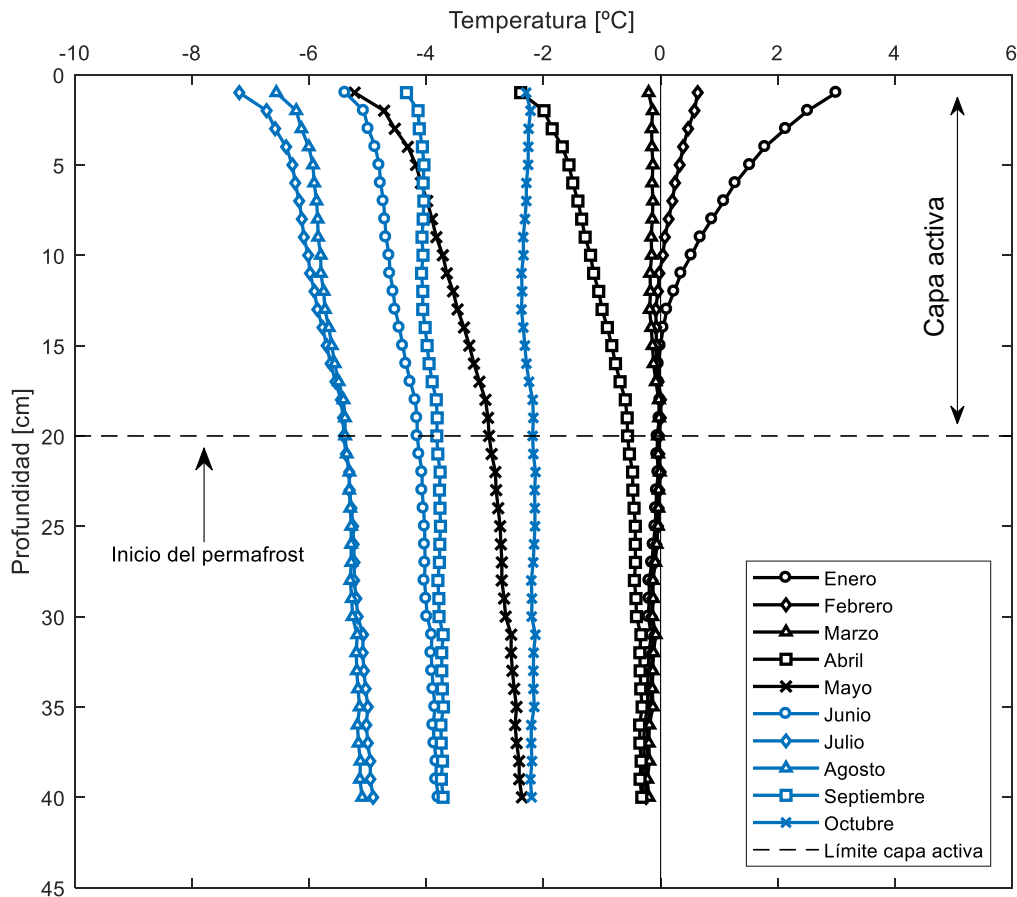 Temperatura [ºC]
-10 -8 -6 -4 -2 0 2 4 6
0
5
10
15
20
25
30
35
40
45
Profundidad [cm]
Capa activa
Inicio del permafrost
Enero
Febrero
Marzo
Abril
Mayo
Junio
Julio
Agosto
Septiembre
Octubre
Límite capa activa